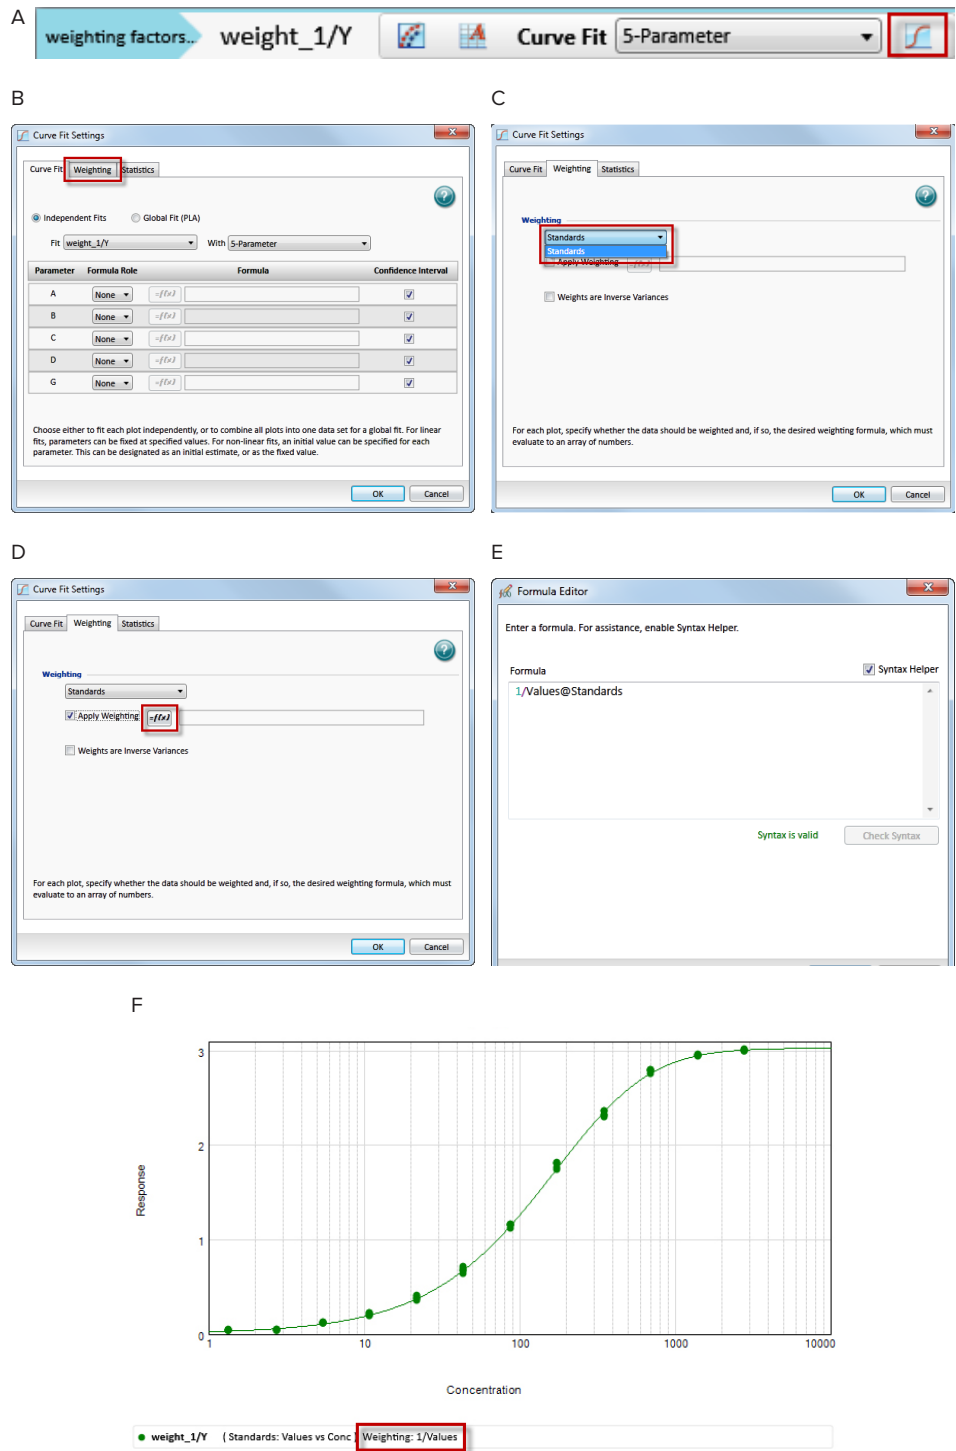 A
weighting factors... weight_1/Y Curve Fit 5-Parameter
B
Curve Fit Settings
Curve Fit Weighting Statistics
?
Independent Fits Global Fit (PLA)
Fit weight_1/Y With 5-Parameter
Parameter Formula Role Formula Confidence Interval
A None =f(x)
B None =f(x)
C None =f(x)
D None =f(x)
G None =f(x)
Choose either to fit each plot independently, or to combine all plots into one data set for a global fit. For linear
fits, parameters can be fixed at specified values. For non-linear fits, an initial value can be specified for each
parameter. This can be designated as an initial estimate, or as the fixed value.
OK Cancel
C
Curve Fit Settings
Curve Fit Weighting Statistics
?
Weighting
Standards
Standards
Apply Weighting =f(x)
Weights are Inverse Variances
For each plot, specify whether the data should be weighted and, if so, the desired weighting formula, which must
evaluate to an array of numbers.
OK Cancel
D
Curve Fit Settings
Curve Fit Weighting Statistics
?
Weighting
Standards
Apply Weighting =f(x)
Weights are Inverse Variances
For each plot, specify whether the data should be weighted and, if so, the desired weighting formula, which must
evaluate to an array of numbers.
OK Cancel
E
Formula Editor
Enter a formula. For assistance, enable Syntax Helper.
Formula Syntax Helper
1/Values@Standards
Syntax is valid Check Syntax
F
3
2
1
0
Response
1 10 100 1000 10000
Concentration
weight_1/Y ( Standards: Values vs Conc ) Weighting: 1/Values